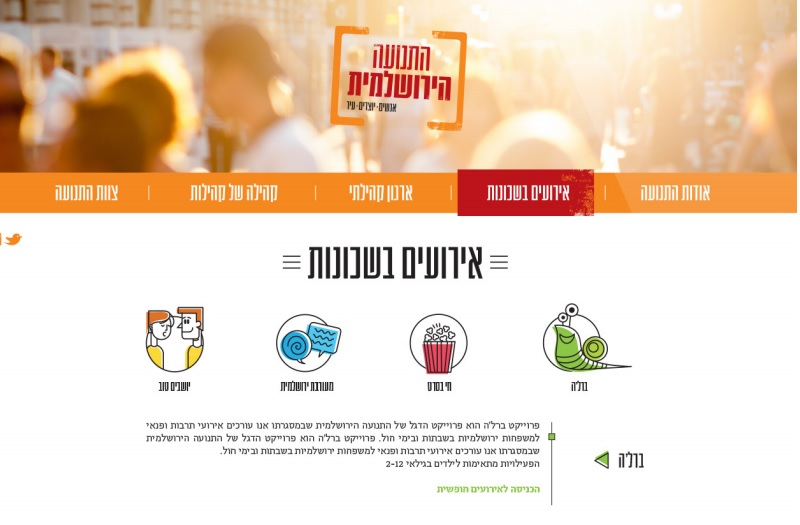 התנועה
הירושלמית
אנשים·יוצרים·עיר
אודות התנועה
אירועים בשכונות
ארגון קהילתי
קהילה של קהילות
צוות התנועה
אירועים בשכונות
ברל׳ה
חי בסרט
מעורבת ירושלמית
יושבים טוב
ברל׳ה
פרוייקט ברל׳ה הוא פרוייקט הדגל של התנועה הירושלמית שבמסגרתו אנו עורכים אירועי תרבות ופנאי
למשפחות ירושלמיות בשבתות ובימי חול. פרוייקט ברל׳ה הוא פרוייקט הדגל של התנועה הירושלמית
שבמסגרתו אנו עורכים אירועי תרבות ופנאי למשפחות ירושלמיות בשבתות ובימי חול.
הפעילויות מתאימות לילדים בגילאי 2-12
הכניסה לאירועים חופשית